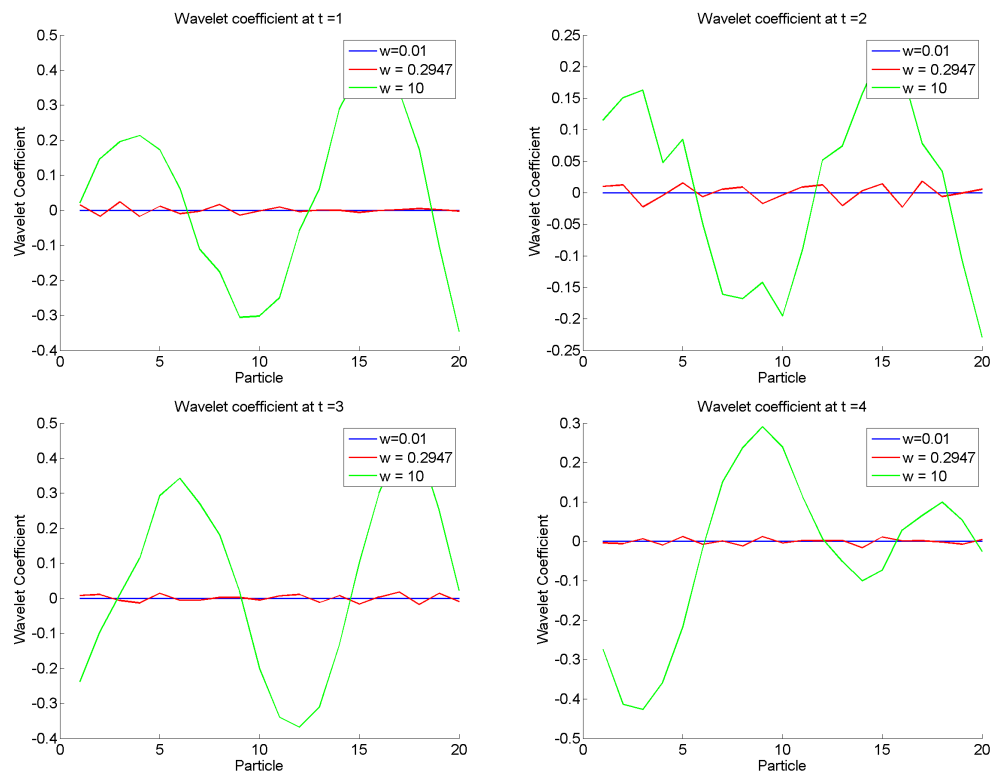 Wavelet coefficient at t =1
0.5
0.4
0.3
0.2
0.1
0
-0.1
-0.2
-0.3
-0.4
Wavelet Coefficient
0 5 10 15 20
Particle
w=0.01
w = 0.2947
w = 10
Wavelet coefficient at t =2
0.25
0.2
0.15
0.1
0.05
0
-0.05
-0.1
-0.15
-0.2
-0.25
Wavelet Coefficient
0 5 10 15 20
Particle
w=0.01
w = 0.2947
w = 10
Wavelet coefficient at t =3
0.5
0.4
0.3
0.2
0.1
0
-0.1
-0.2
-0.3
-0.4
Wavelet Coefficient
0 5 10 15 20
Particle
w=0.01
w = 0.2947
w = 10
Wavelet coefficient at t =4
0.3
0.2
0.1
0
-0.1
-0.2
-0.3
-0.4
-0.5
Wavelet Coefficient
0 5 10 15 20
Particle
w=0.01
w = 0.2947
w = 10